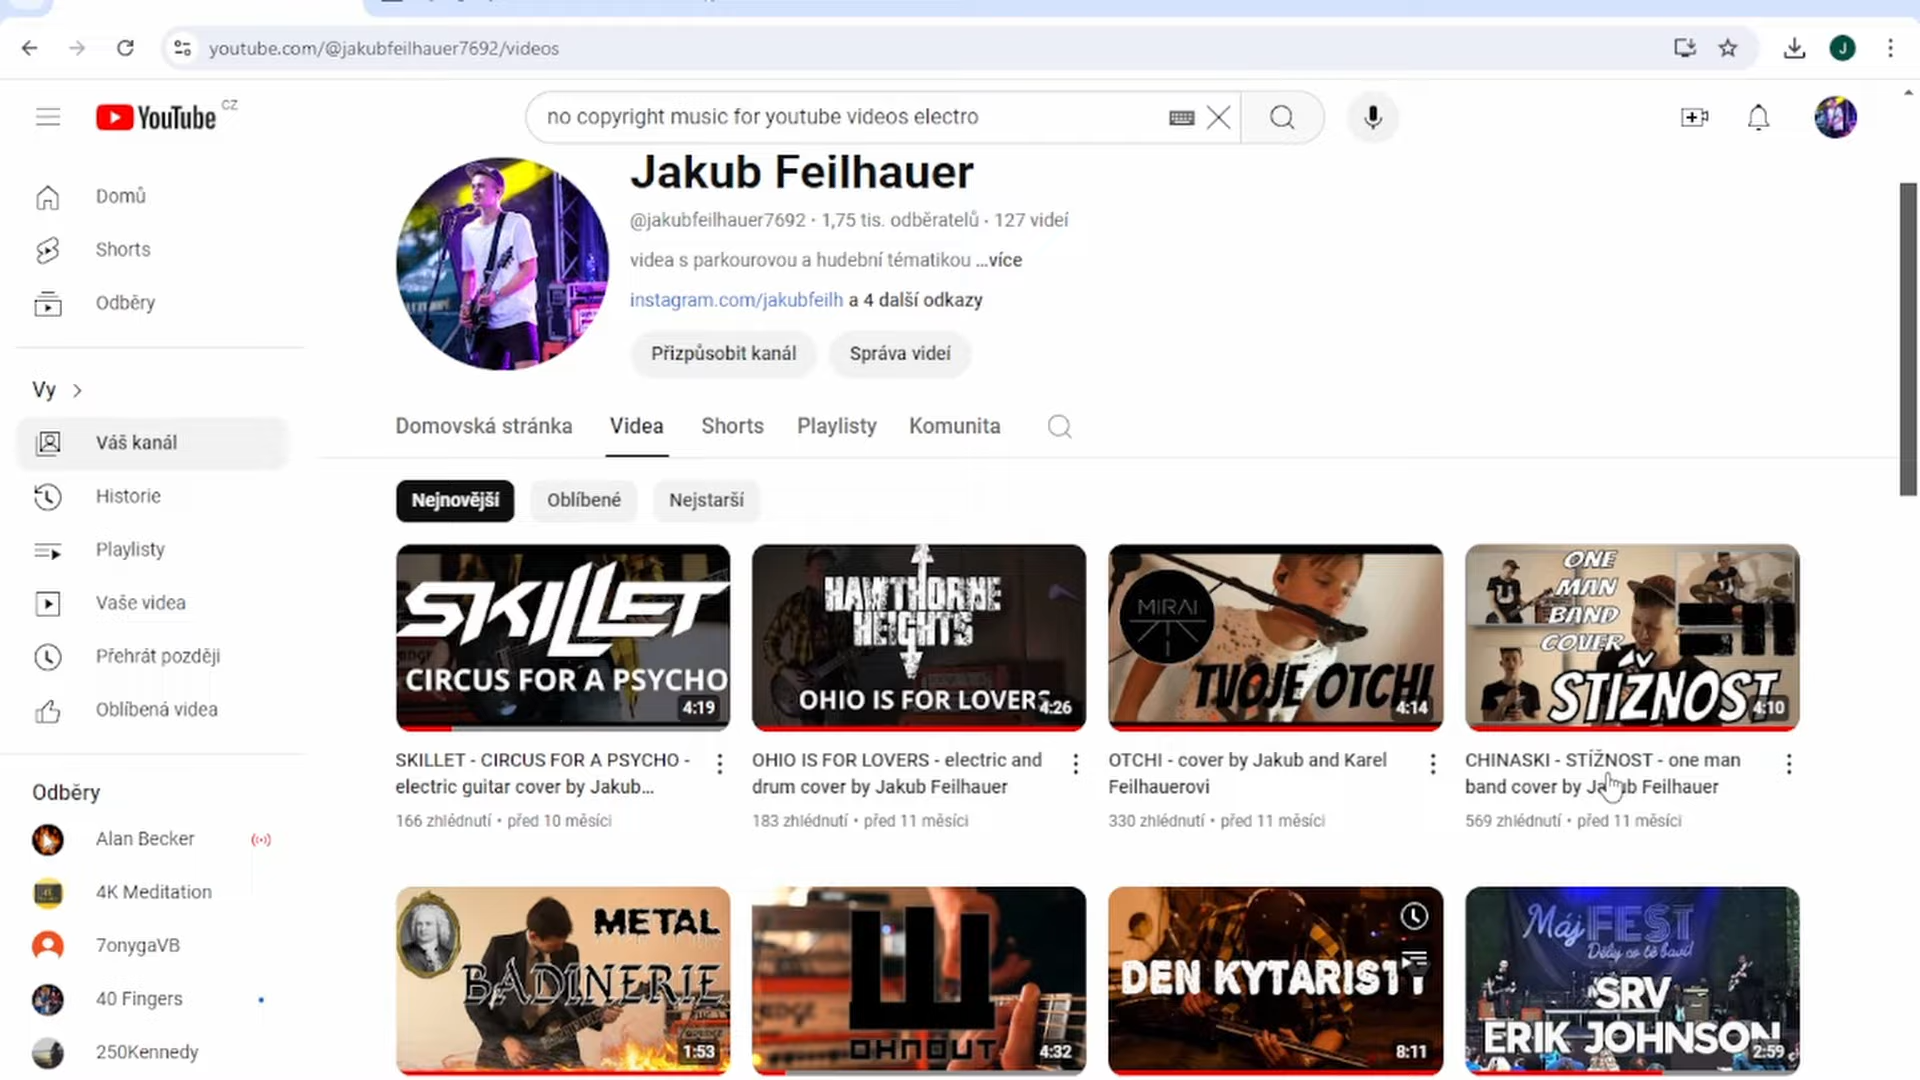 youtube.com/@jakubfeilhauer7692/videos
J
YouTube CZ
no copyright music for youtube videos electro
Domů
Shorts
Odběry
Vy
Váš kanál
Historie
Playlisty
Vaše videa
Přehrát později
Oblíbená videa
Odběry
Alan Becker
4K Meditation
7onygaVB
40 Fingers
250Kennedy
Jakub Feilhauer
@jakubfeilhauer7692 · 1,75 tis. odběratelů · 127 videí
videa s parkourovou a hudební tématikou ...více
instagram.com/jakubfeilh a 4 další odkazy
Přizpůsobit kanál
Správa videí
Domovská stránka
Videa
Shorts
Playlisty
Komunita
Nejnovější
Oblíbené
Nejstarší
SKILLET
CIRCUS FOR A PSYCHO
4:19
SKILLET - CIRCUS FOR A PSYCHO -
electric guitar cover by Jakub...
166 zhlédnutí · před 10 měsíci
HAWTHORNE
HEIGHTS
OHIO IS FOR LOVERS
4:26
OHIO IS FOR LOVERS - electric and
drum cover by Jakub Feilhauer
183 zhlédnutí · před 11 měsíci
MIRAI
TVOJE OTCHI
4:14
OTCHI - cover by Jakub and Karel
Feilhauerovi
330 zhlédnutí · před 11 měsíci
ONE
MAN
BAND
COVER
STÍŽNOST
4:10
CHINASKI - STÍŽNOST - one man
band cover by Jakub Feilhauer
569 zhlédnutí · před 11 měsíci
METAL
BADINERIE
1:53
OHNOUT
4:32
DEN KYTARISTY
8:11
MájFEST
Děláj co tě baví
SRV
ERIK JOHNSON
2:59